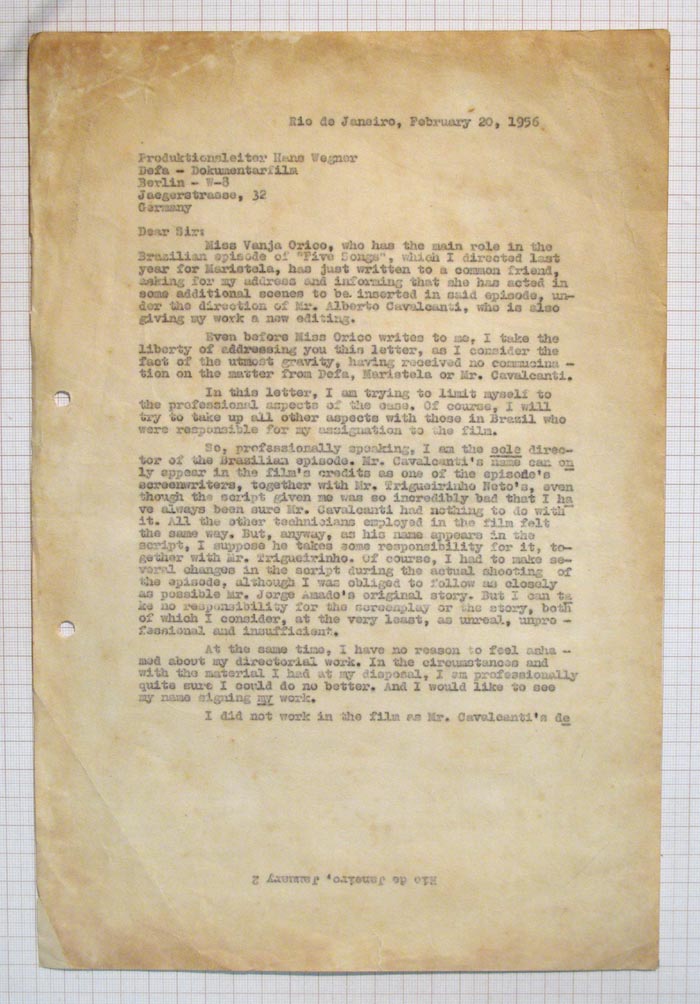 Rio de Janeiro, February 20, 1956
Produktionsleiter Hans Wegner
Defa - Dokumentarfilm
Berlin - W-8
Jaegerstrasse, 32
Germany
Dear Sir:
Miss Vanja Orico, who has the main role in the
Brazilian episode of "Five Songs", which I directed last
year for Maristela, has just written to a common friend,
asking for my address and informing that she has acted in
some additional scenes to be inserted in said episode, un-
der the direction of Mr. Alberto Cavalcanti, who is also
giving my work a new editing.
Even before Miss Orico writes to me, I take the
liberty of addressing you this letter, as I consider the
fact of the utmost gravity, having received no commucina -
tion on the matter from Defa, Maristela or Mr. Cavalcanti.
In this letter, I am trying to limit myself to
the professional aspects of the case. Of course, I will
try to take up all other aspects with those in Brazil who
were responsible for my assignation to the film.
So, professionally speaking, I am the sole direc-
tor of the Brazilian episode. Mr. Cavalcanti's name can on
ly appear in the film's credits as one of the episode's
screenwriters, together with Mr. Trigueirinho Neto's, even
though the script given me was so incredibly bad that I ha
ve always been sure Mr. Cavalcanti had nothing to do with
it. All the other technicians employed in the film felt
the same way. But, anyway, as his name appears in the
script, I suppose he takes some responsibility for it, to-
gether with Mr. Trigueirinho. Of course, I had to make se-
veral changes in the script during the actual shooting of
the episode, although I was obliged to follow as closely
as possible Mr. Jorge Amado's original story. But I can ta
ke no responsibility for the screenplay or the story, both
of which I consider, at the very least, as unreal, unpro -
fessional and insufficient.
At the same time, I have no reason to feel asha -
med about my directorial work. In the circumstances and
with the material I had at my disposal, I am professionally
quite sure I could do no better. And I would like to see
my name signing my work.
I did not work in the film as Mr. Cavalcanti's de
Rio de Janeiro, January 2